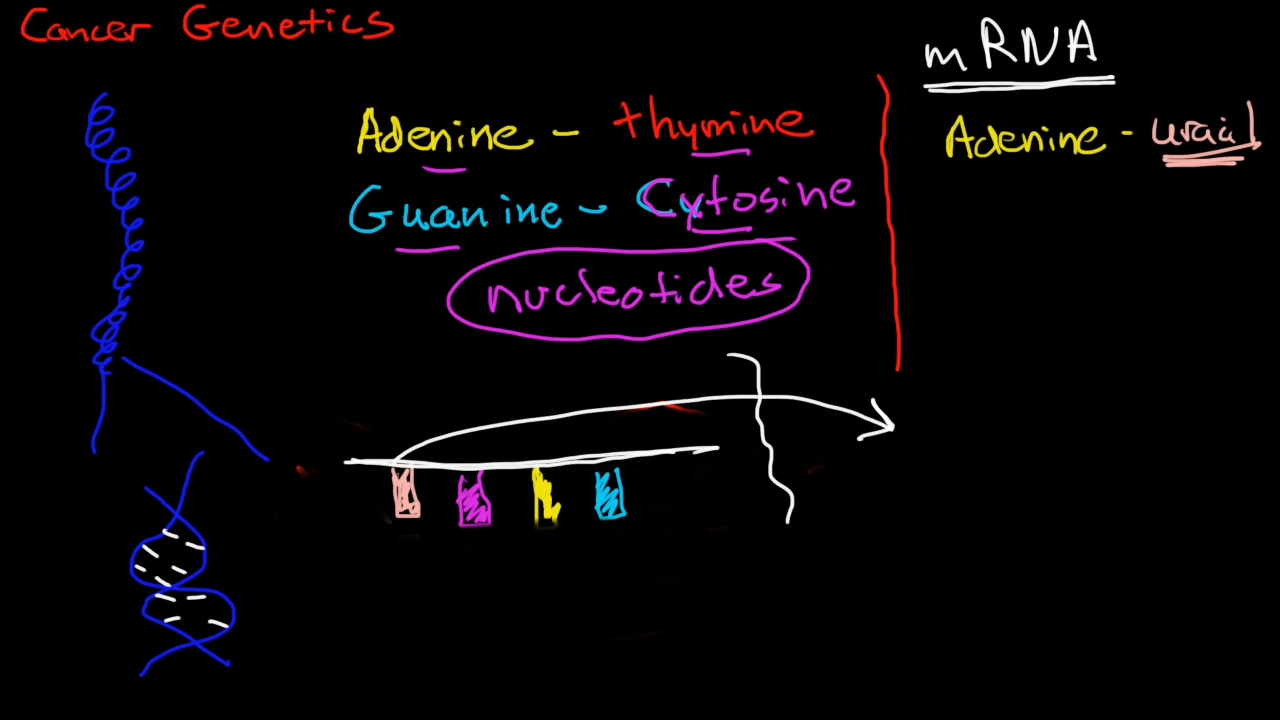 Cancer Genetics
mRNA
Adenine - thymine
Adenine - uracil
Guanine - Cytosine
nucleotides